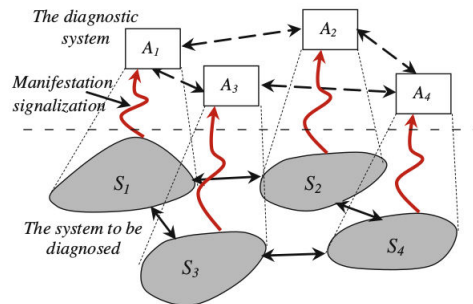 The diagnostic
system
A1
A2
A3
A4
Manifestation
signalization
S1
S2
The system to be
diagnosed
S3
S4